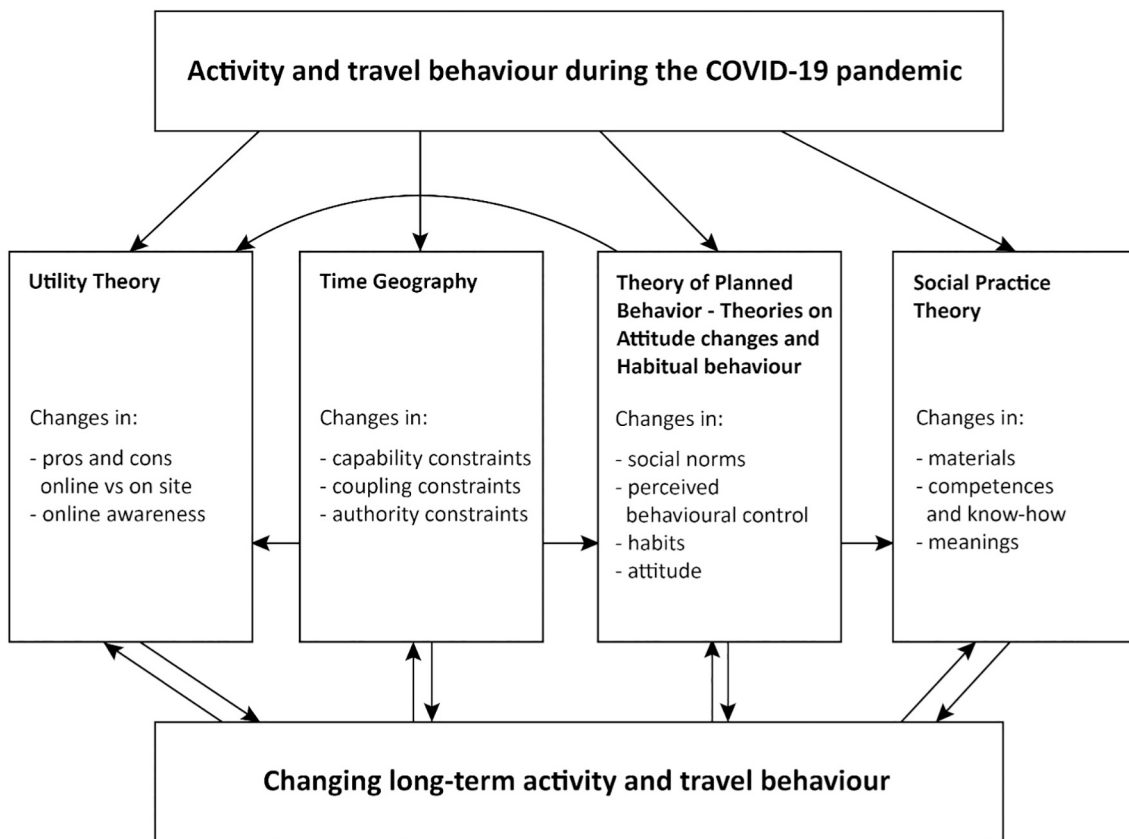 Activity and travel behaviour during the COVID-19 pandemic
Utility Theory
Changes in:
- pros and cons
online vs on site
- online awareness
Time Geography
Changes in:
- capability constraints
- coupling constraints
- authority constraints
Theory of Planned
Behavior - Theories on
Attitude changes and
Habitual behaviour
Changes in:
- social norms
- perceived
behavioural control
- habits
- attitude
Social Practice
Theory
Changes in:
- materials
- competences
and know-how
- meanings
Changing long-term activity and travel behaviour